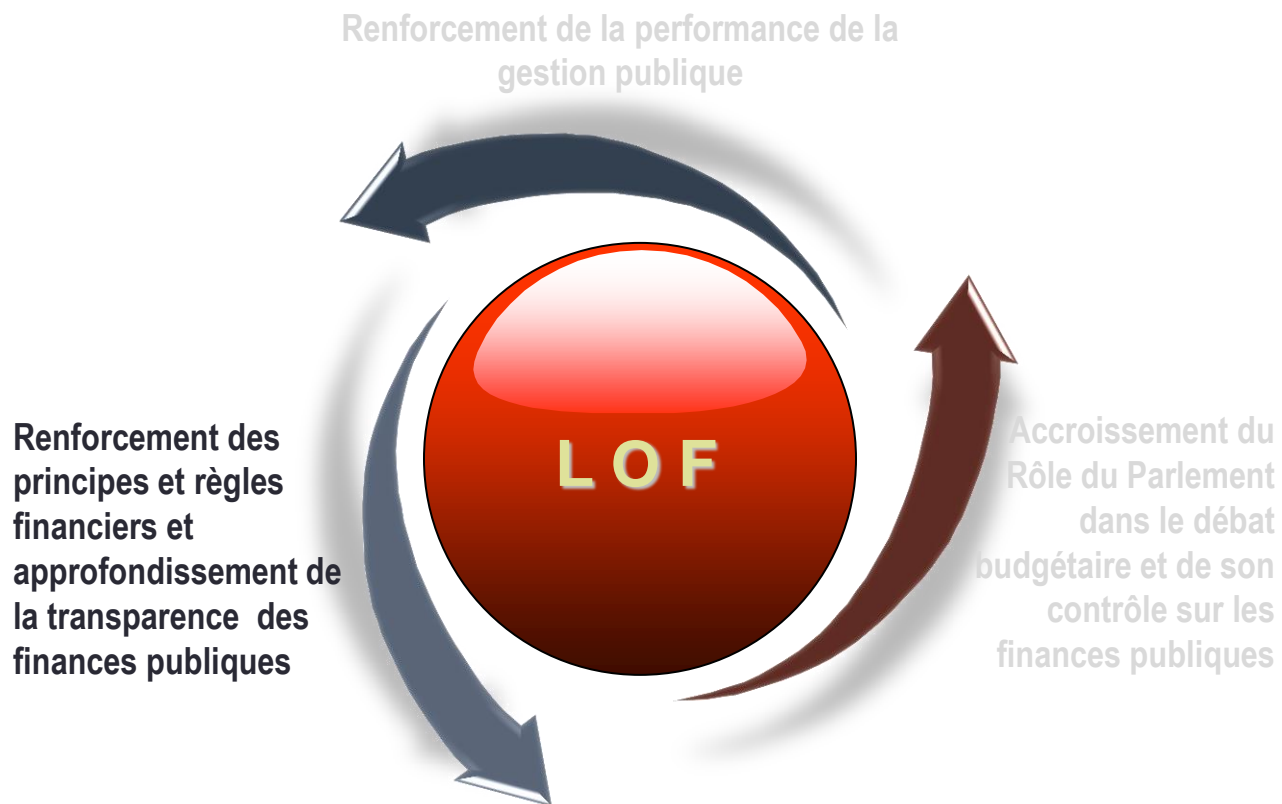 Renforcement de la performance de la
gestion publique
Renforcement des
principes et règles
financiers et
approfondissement de
la transparence des
finances publiques
L O F
Accroissement du
Rôle du Parlement
dans le débat
budgétaire et de son
contrôle sur les
finances publiques